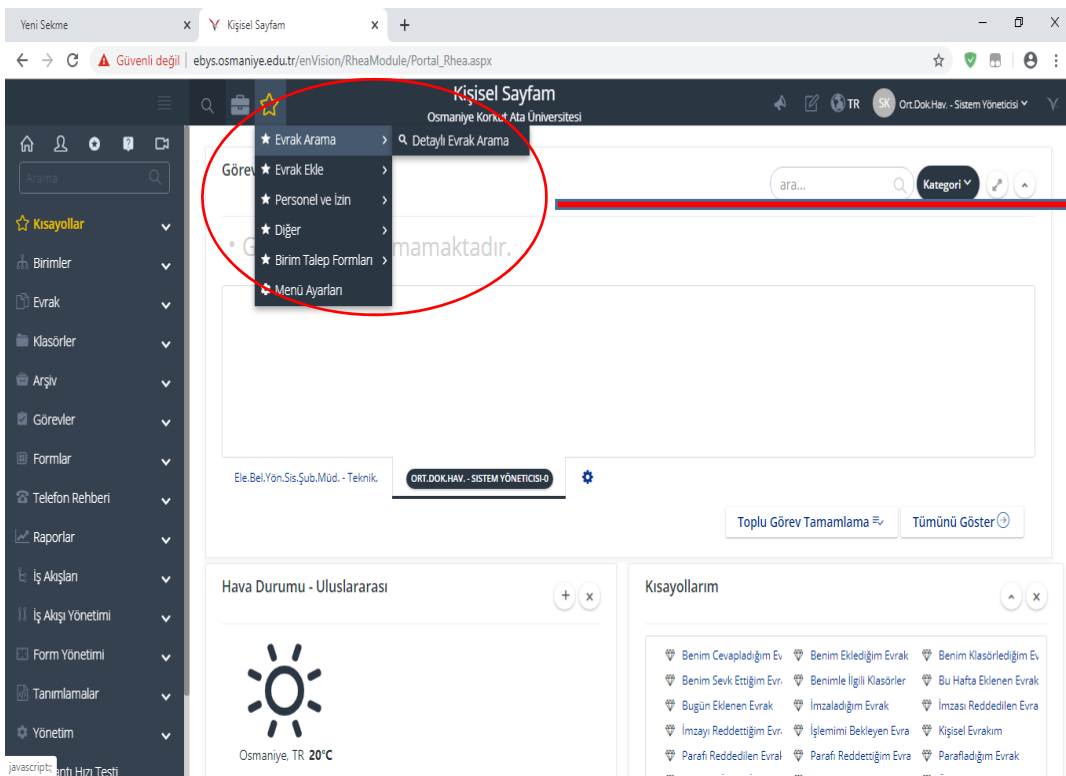 Yeni Sekme
Kişisel Sayfam
Güvenli değil
ebys.osmaniye.edu.tr/enVision/RheaModule/Portal_Rhea.aspx
Kişisel Sayfam
Osmaniye Korkut Ata Üniversitesi
TR
SK
Ort.Dok.Hav. - Sistem Yöneticisi
Arama
Kısayollar
Birimler
Evrak
Klasörler
Arşiv
Görevler
Formlar
Telefon Rehberi
Raporlar
İş Akışları
İş Akışı Yönetimi
Form Yönetimi
Tanımlamalar
Yönetim
antı Hızı Testi
javascript:;
Evrak Arama
Detaylı Evrak Arama
Evrak Ekle
Personel ve İzin
Diğer
Birim Talep Formları
Menü Ayarları
Görev
ara...
Kategori
• G mamaktadır.
Ele.Bel.Yön.Sis.Şub.Müd. - Teknik.
ORT.DOK.HAV. - SISTEM YÖNETICISI-0
Toplu Görev Tamamlama
Tümünü Göster
Hava Durumu - Uluslararası
Osmaniye, TR 20°C
Kısayollarım
Benim Cevapladığım Ev Benim Eklediğim Evrak Benim Klasörlediğim Ev
Benim Sevk Ettiğim Evr Benimle İlgili Klasörler Bu Hafta Eklenen Evrak
Bugün Eklenen Evrak İmzaladığım Evrak İmzası Reddedilen Evra
İmzayı Reddettiğim Evr İşlemimi Bekleyen Evra Kişisel Evrakım
Parafı Reddedilen Evral Parafı Reddettiğim Evra Parafladığım Evrak